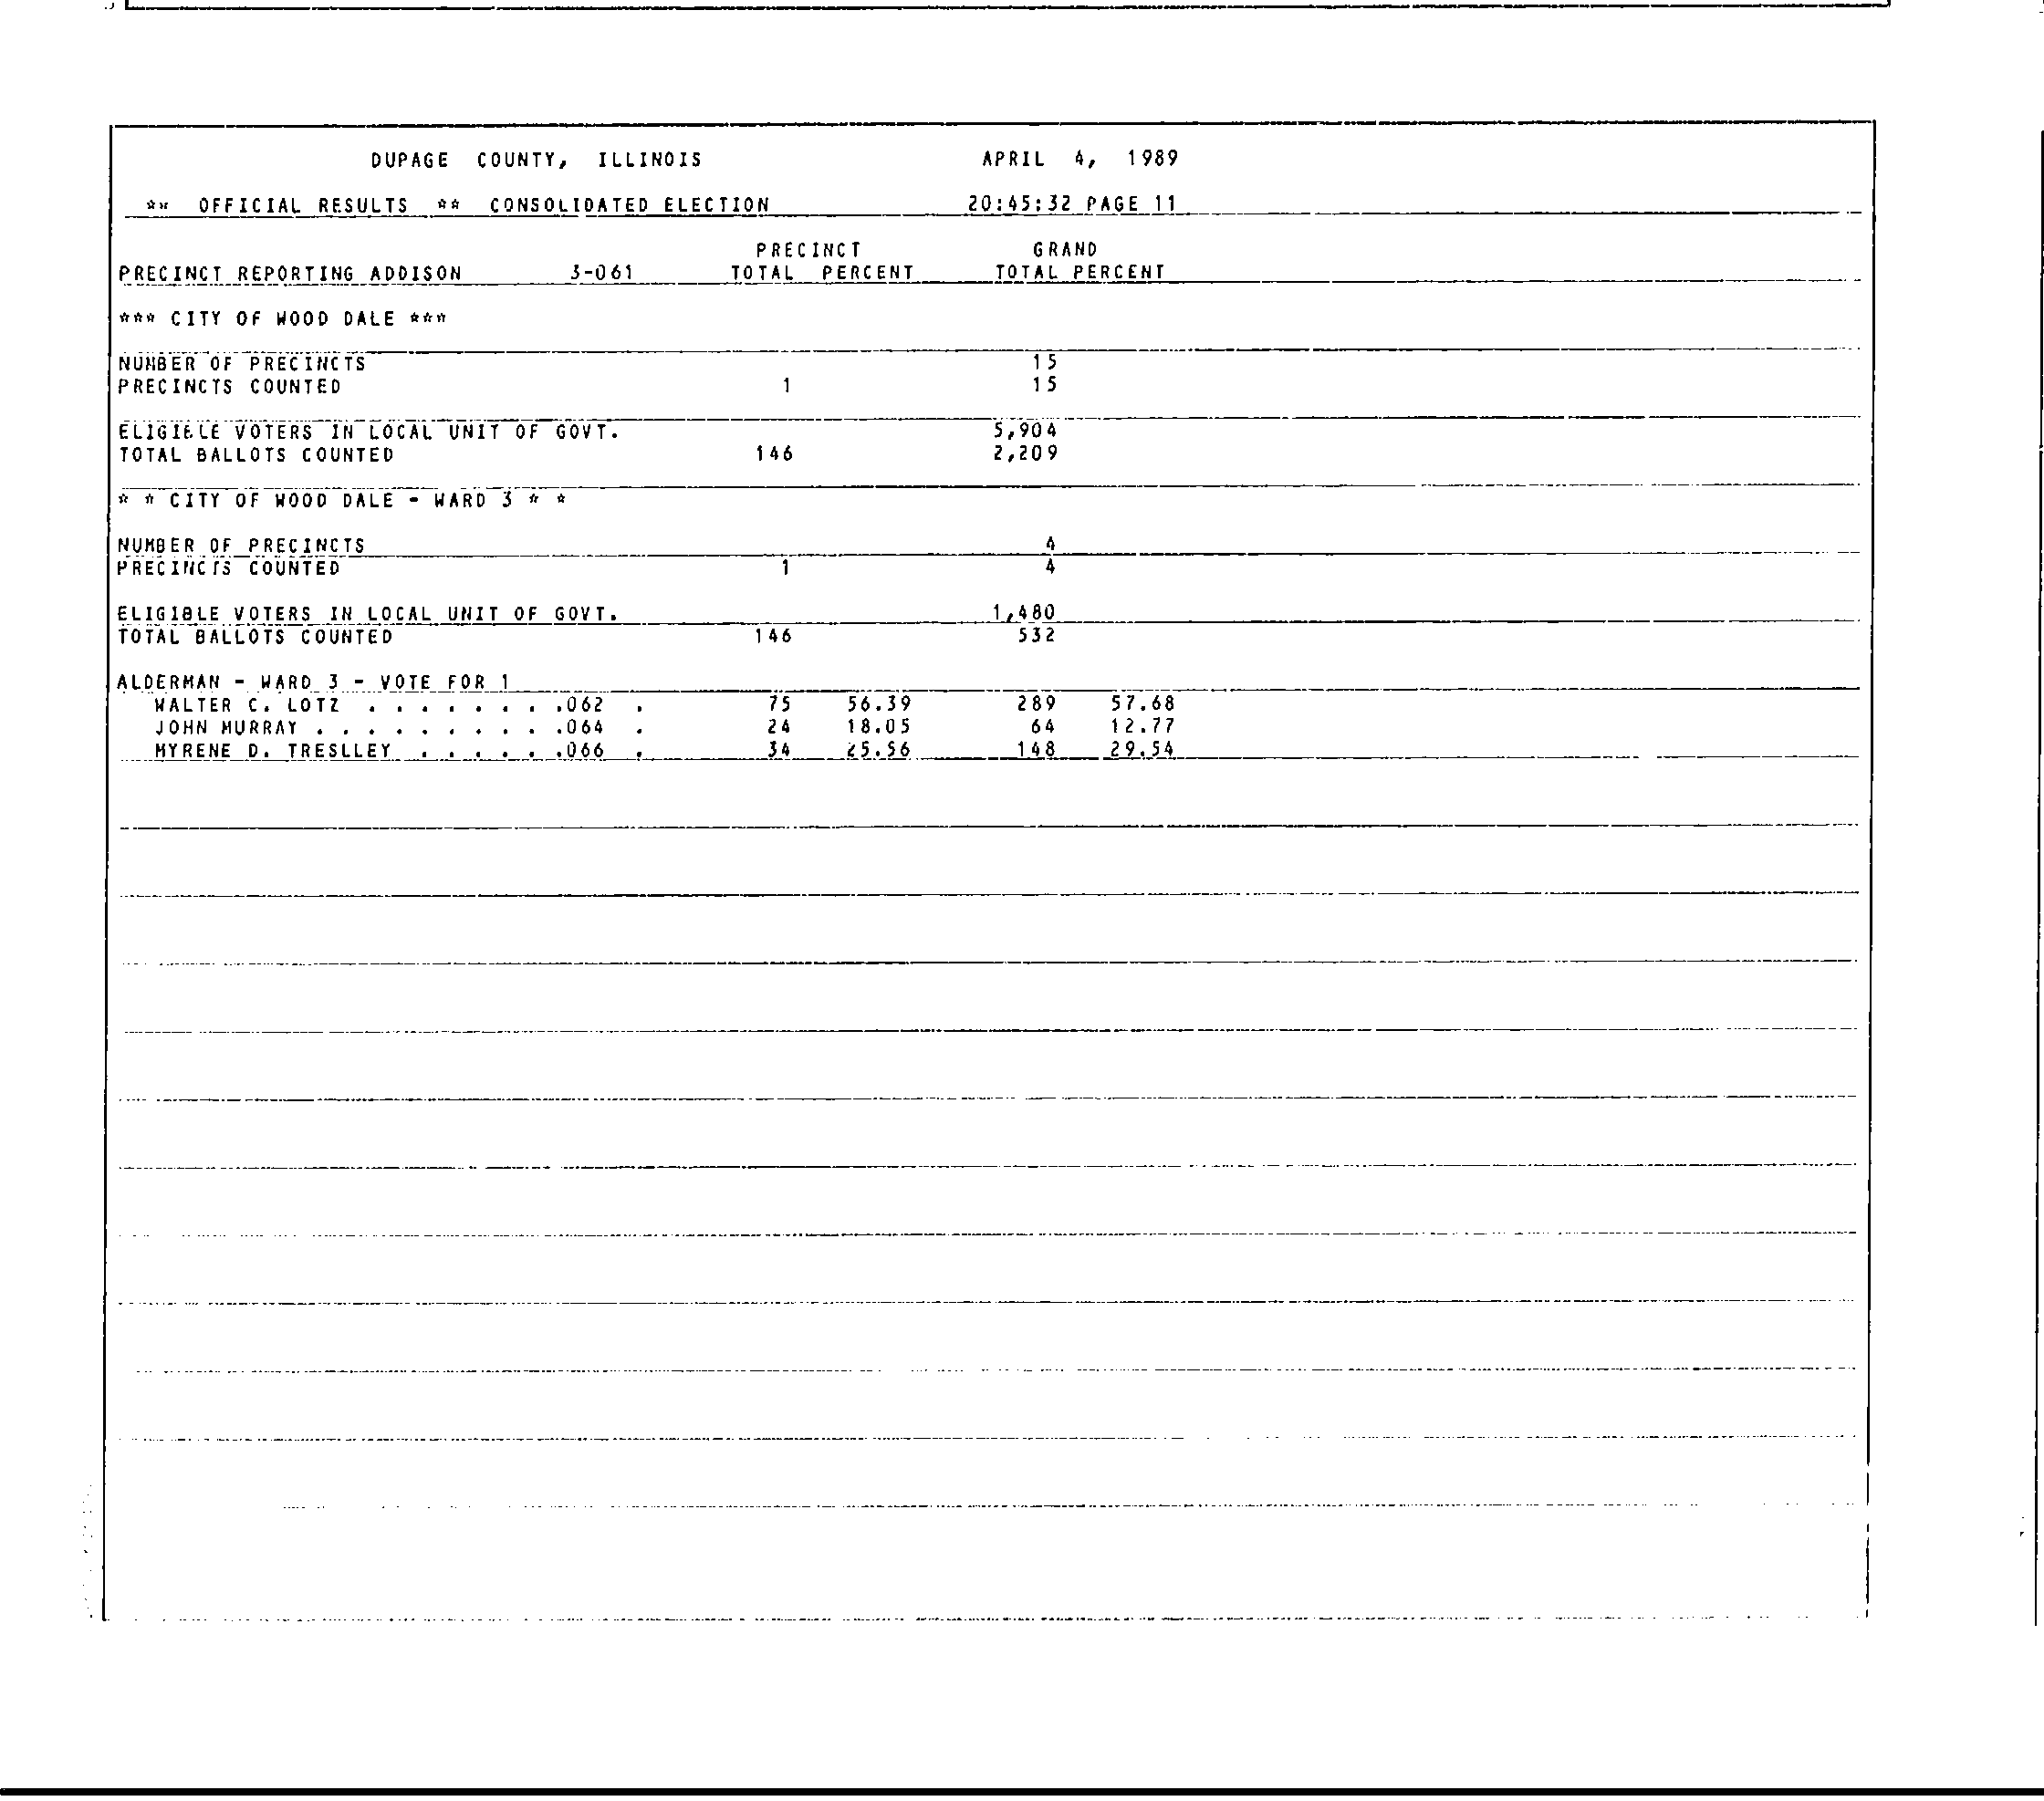 DUPAGE COUNTY, ILLINOIS APRIL 4, 1989
** OFFICIAL RESULTS ** CONSOLIDATED ELECTION 20:45:32 PAGE 11
PRECINCT GRAND
PRECINCT REPORTING ADDISON 3-061 TOTAL PERCENT TOTAL PERCENT
*** CITY OF WOOD DALE ***
NUMBER OF PRECINCTS 15
PRECINCTS COUNTED 1 15
ELIGIBLE VOTERS IN LOCAL UNIT OF GOVT. 5,904
TOTAL BALLOTS COUNTED 146 2,209
* * CITY OF WOOD DALE - WARD 3 * *
NUMBER OF PRECINCTS 4
PRECINCTS COUNTED 1 4
ELIGIBLE VOTERS IN LOCAL UNIT OF GOVT. 1,480
TOTAL BALLOTS COUNTED 146 532
ALDERMAN - WARD 3 - VOTE FOR 1
WALTER C. LOTZ . . . . . . . .062 . 75 56.39 289 57.68
JOHN MURRAY . . . . . . . . . .064 . 24 18.05 64 12.77
MYRENE D. TRESLLEY . . . . . .066 . 34 25.56 148 29.54